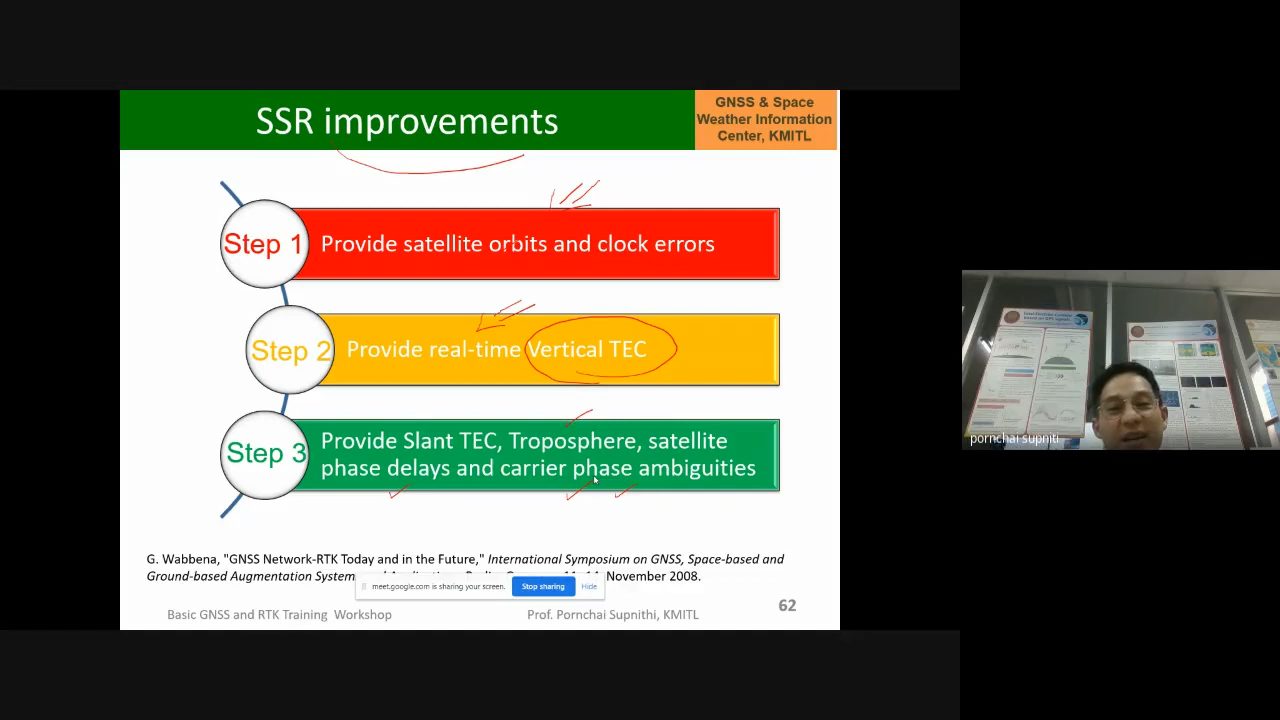 SSR improvements
GNSS & Space
Weather Information
Center, KMITL
Step 1
Provide satellite orbits and clock errors
Step 2
Provide real-time Vertical TEC
Step 3
Provide Slant TEC, Troposphere, satellite
phase delays and carrier phase ambiguities
G. Wabbena, "GNSS Network-RTK Today and in the Future," International Symposium on GNSS, Space-based and
Ground-based Augmentation System November 2008.
meet.google.com is sharing your screen. Stop sharing Hide
Basic GNSS and RTK Training Workshop
Prof. Pornchai Supnithi, KMITL
62
pornchai supniti